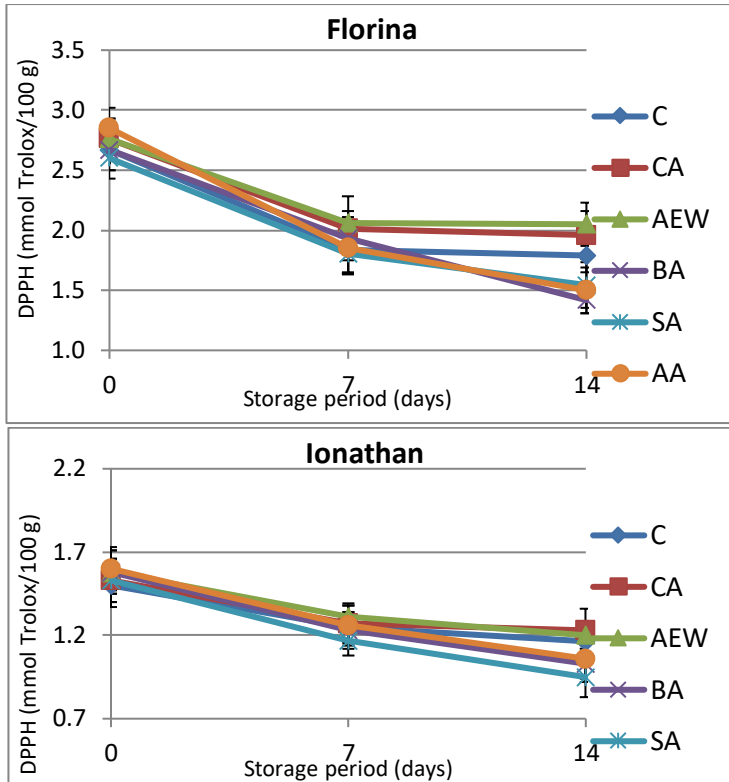 Florina
3.5
3.0
2.5
2.0
1.5
1.0
DPPH (mmol Trolox/100 g)
0
7
14
Storage period (days)
C
CA
AEW
BA
SA
AA
Ionathan
2.2
1.7
1.2
0.7
DPPH (mmol Trolox/100 g)
0
7
14
Storage period (days)
C
CA
AEW
BA
SA